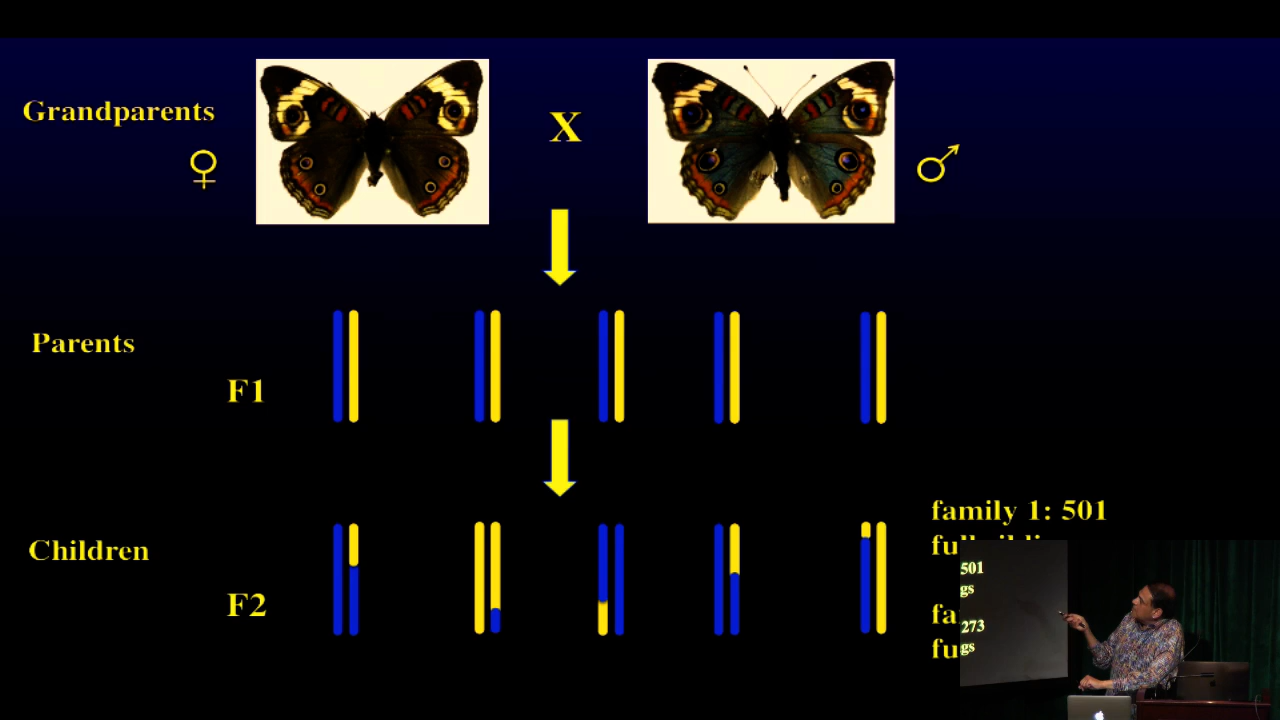 Grandparents
♀
X
♂
Parents
F1
Children
F2
family 1: 501
501
gs
fa
273
fu
gs